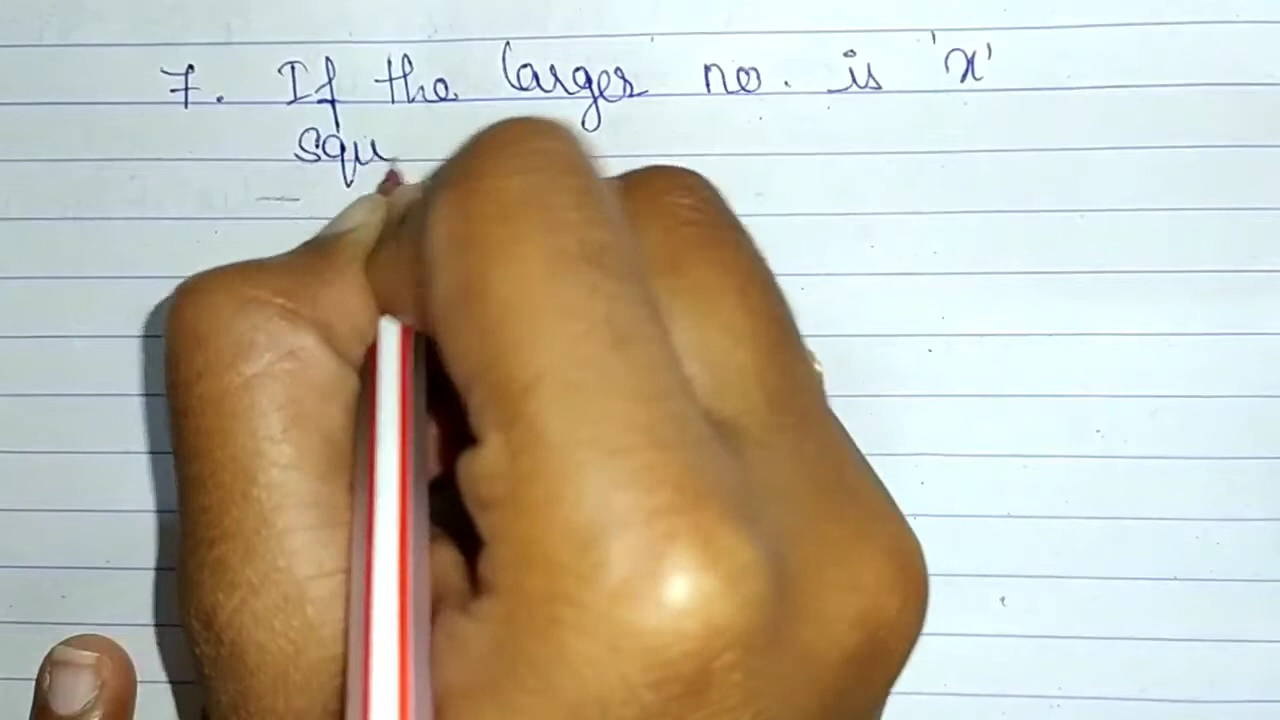 7. If the larger no. is 'x'
squ